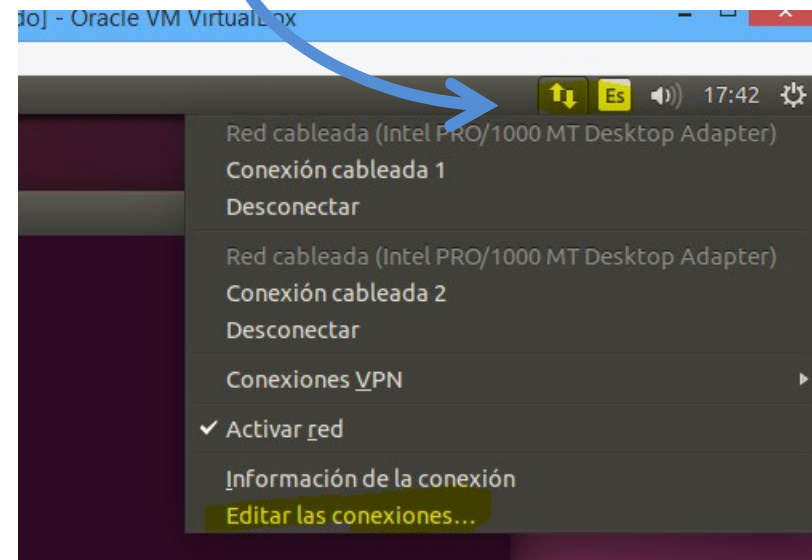 do] - Oracle VM VirtualBox
Es 17:42
Red cableada (Intel PRO/1000 MT Desktop Adapter)
Conexión cableada 1
Desconectar
Red cableada (Intel PRO/1000 MT Desktop Adapter)
Conexión cableada 2
Desconectar
Conexiones VPN
Activar red
Información de la conexión
Editar las conexiones...